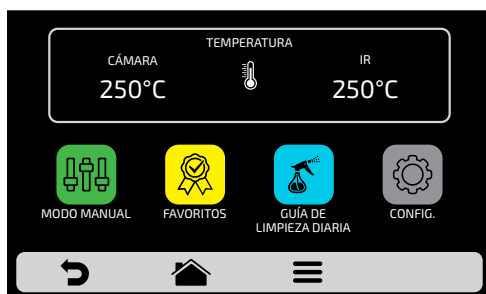 TEMPERATURA
CÁMARA
IR
250°C
250°C
MODO MANUAL
FAVORITOS
GUÍA DE
LIMPIEZA DIARIA
CONFIG.